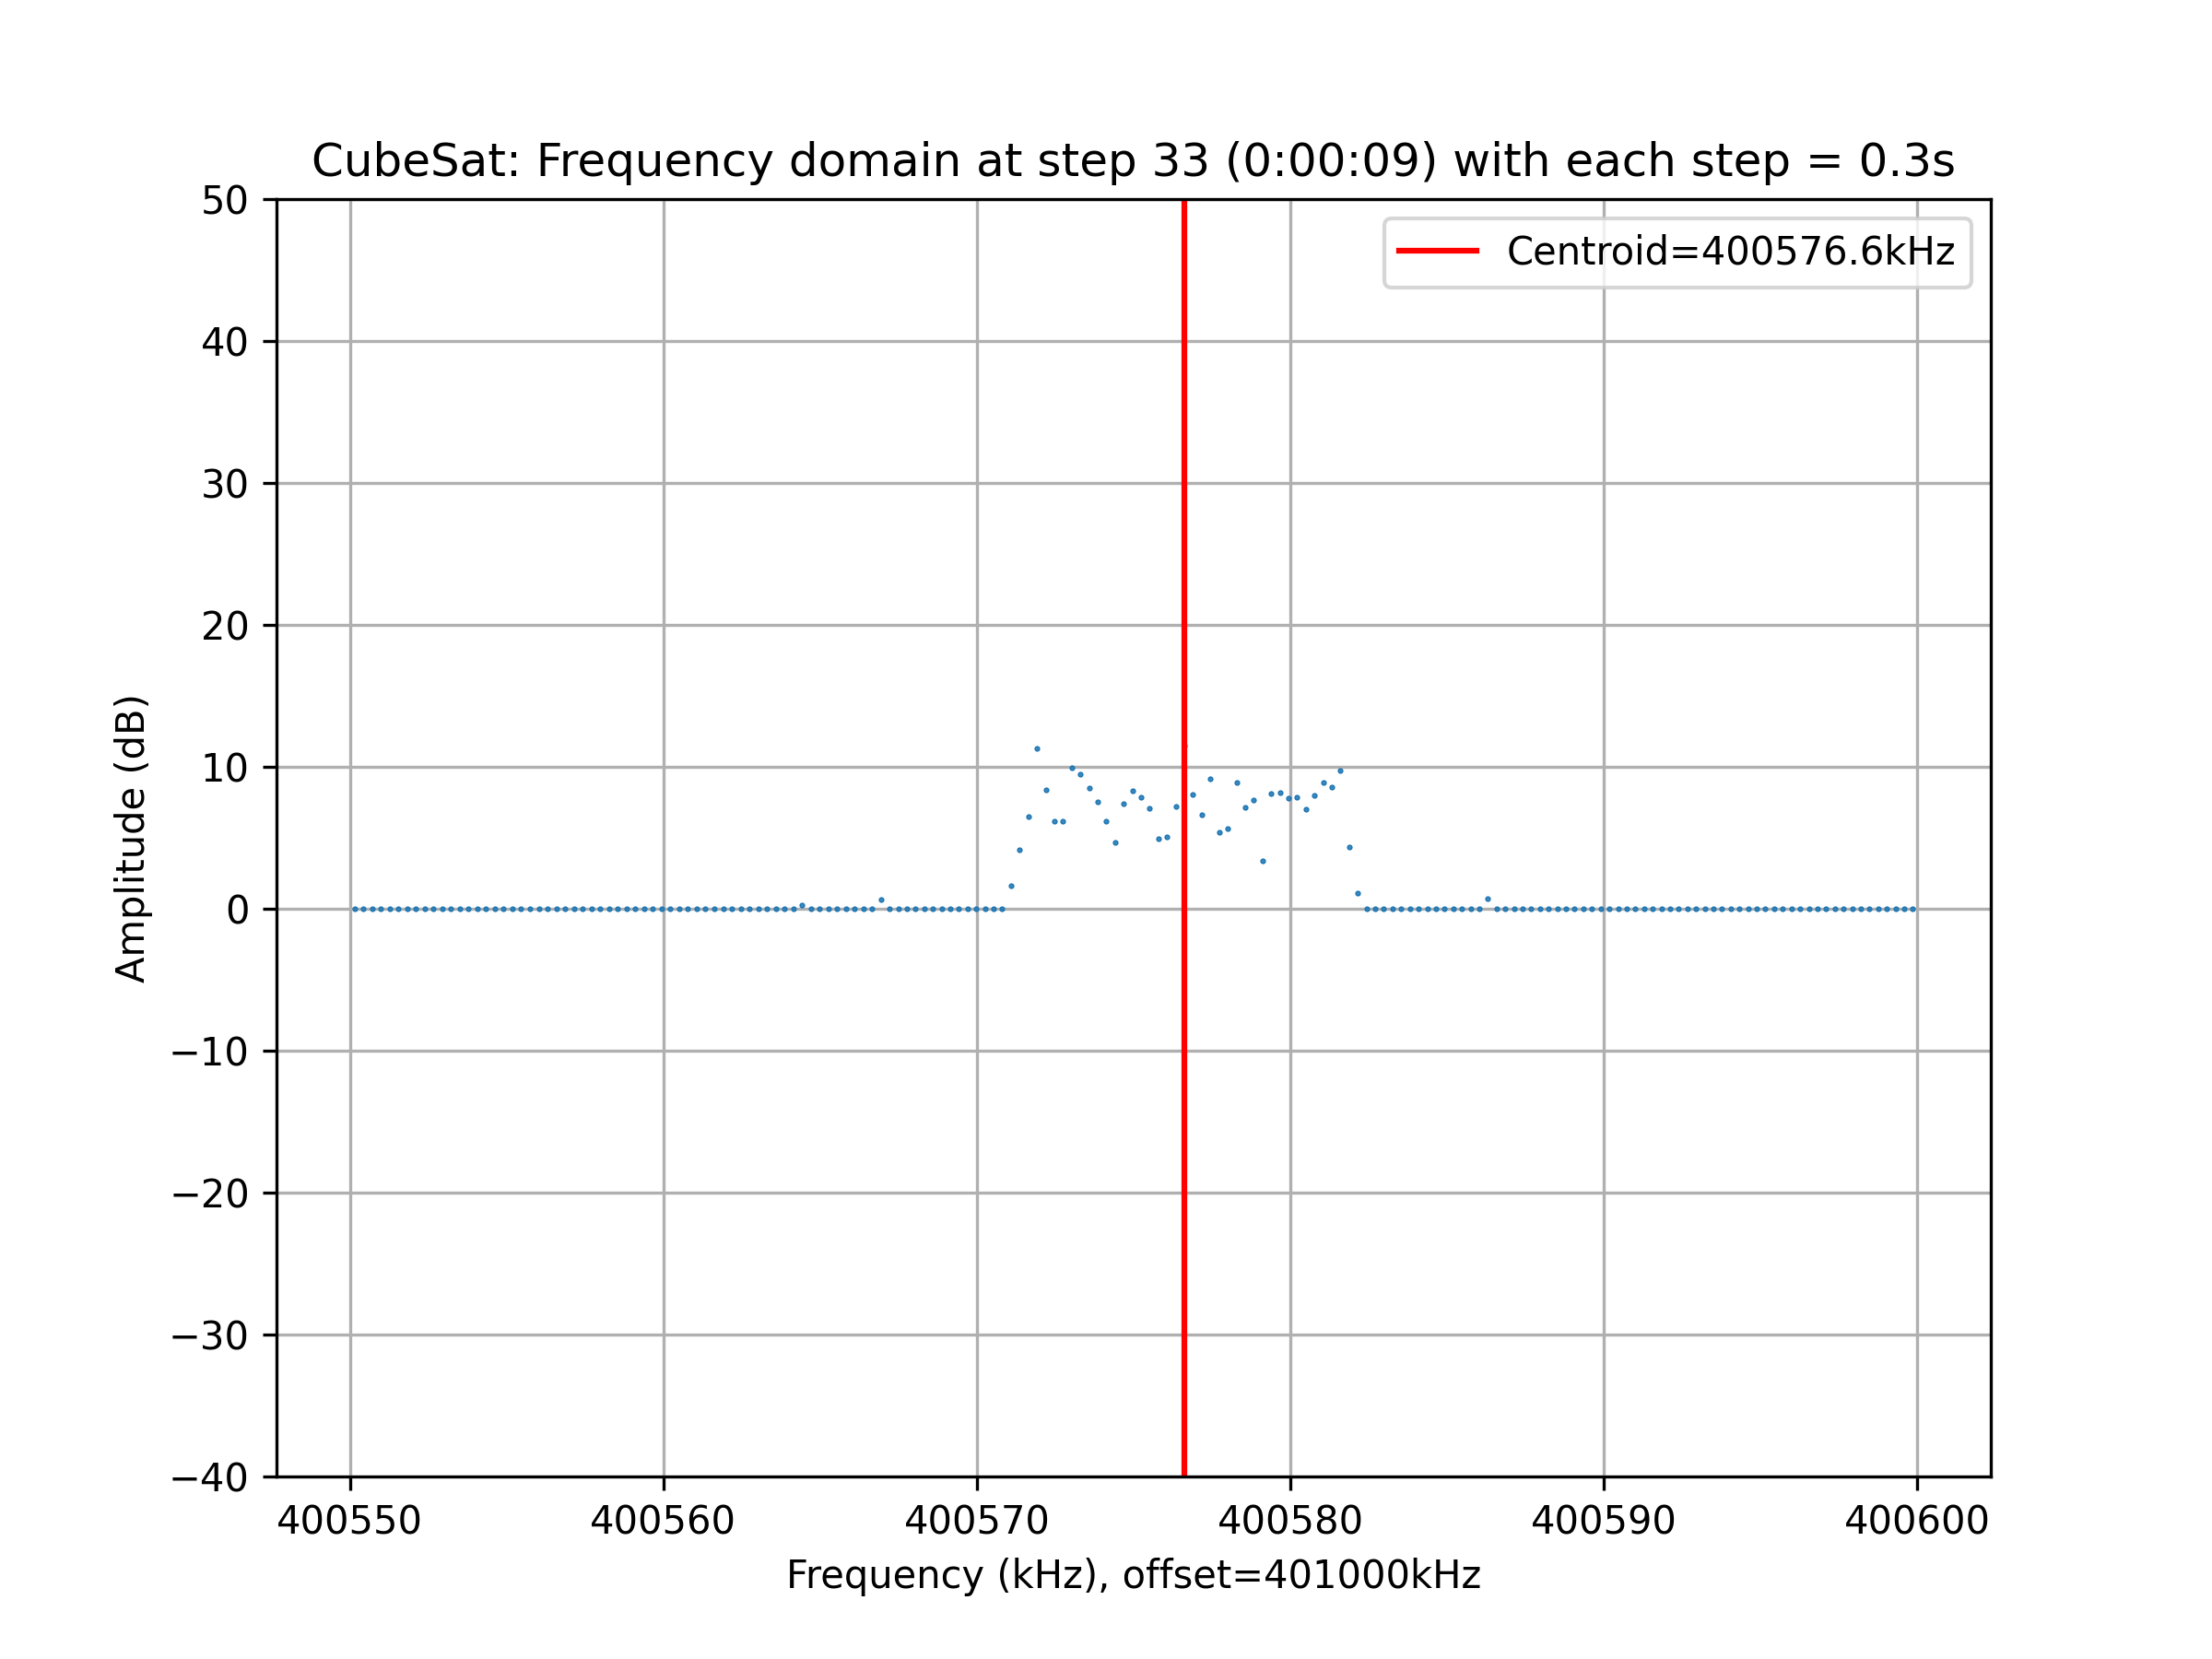 CubeSat: Frequency domain at step 33 (0:00:09) with each step = 0.3s
Centroid=400576.6kHz
50
40
30
20
10
0
−10
−20
−30
−40
Amplitude (dB)
400550 400560 400570 400580 400590 400600
Frequency (kHz), offset=401000kHz